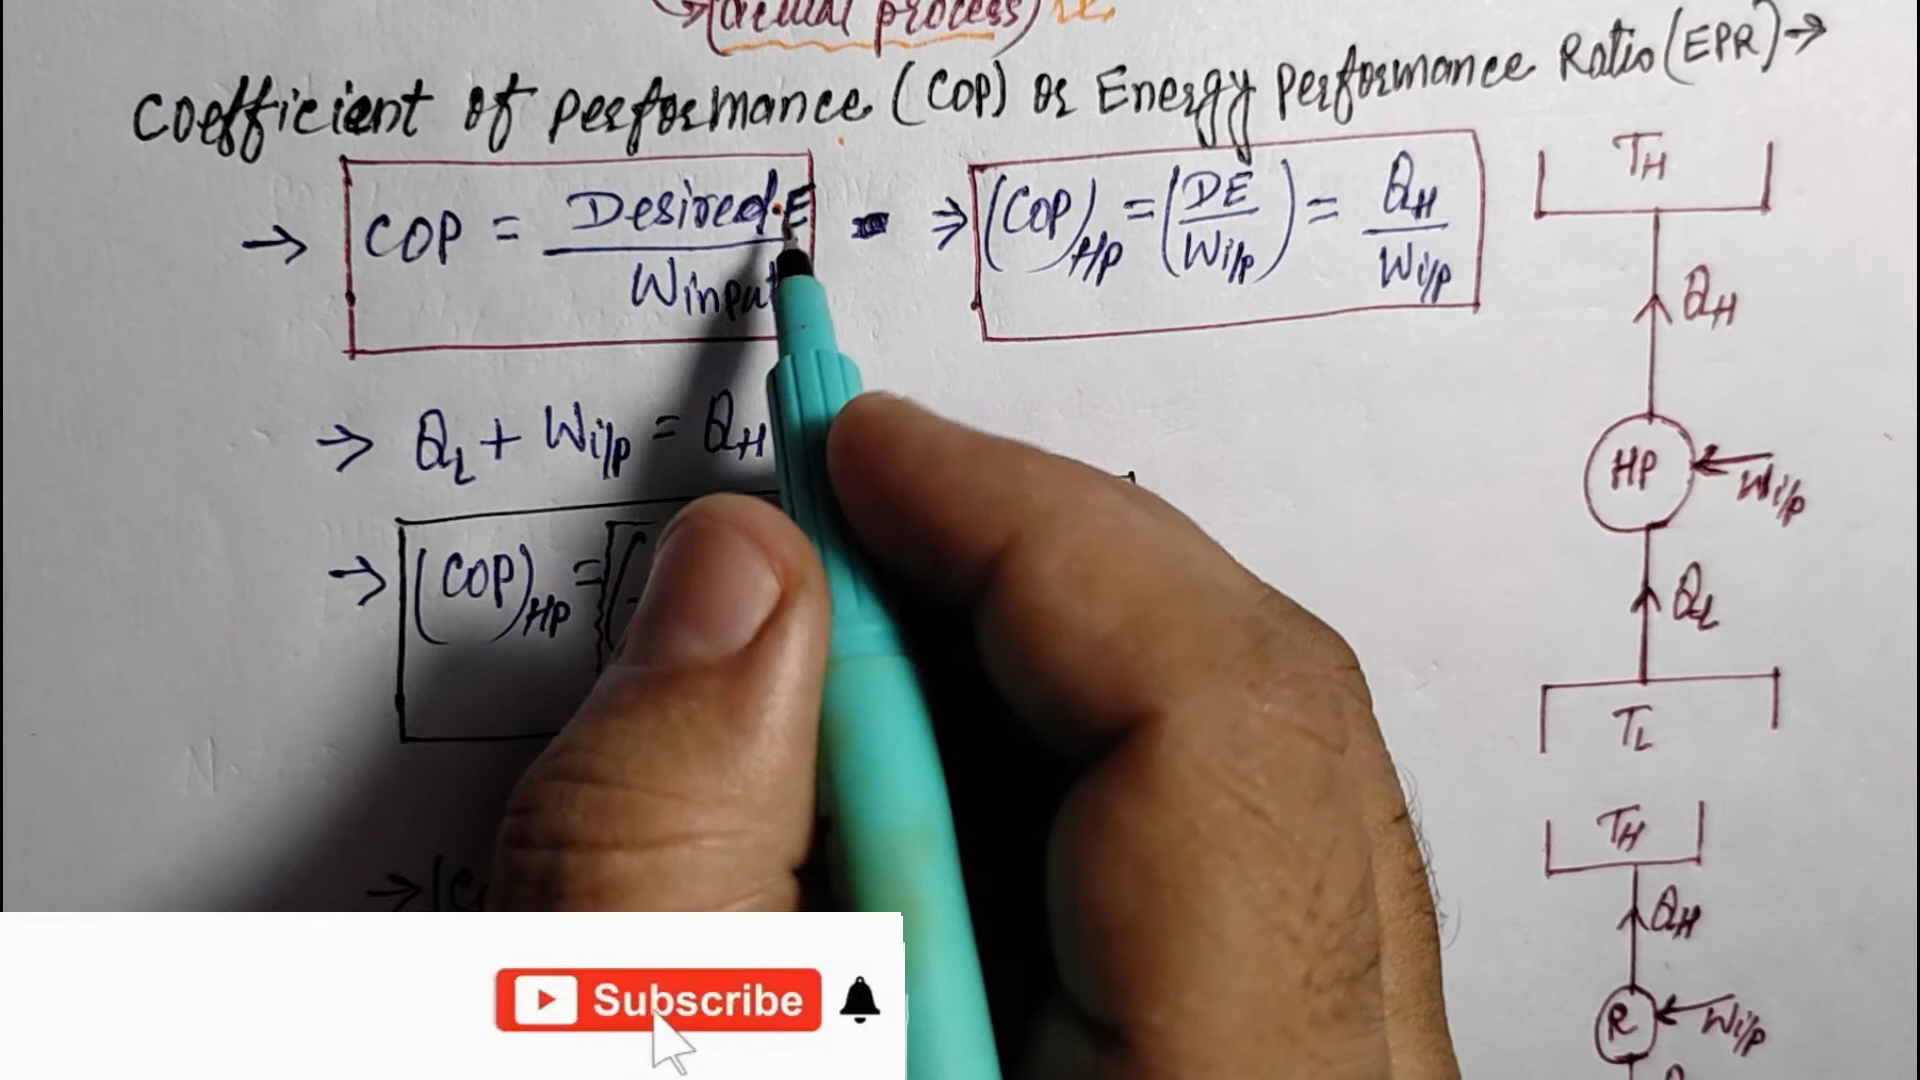 (actual process)
Coefficient of performance (COP) or Energy performance Ratio (EPR) →
→ COP = Desired.E / Winput ⇒ (COP)HP = (DE / Wi/p) = QH / Wi/p
→ QL + Wi/p = QH
→ (COP)HP =
TH
QH
HP ← Wi/p
QL
TL
TH
QH
R ← Wi/p
Subscribe